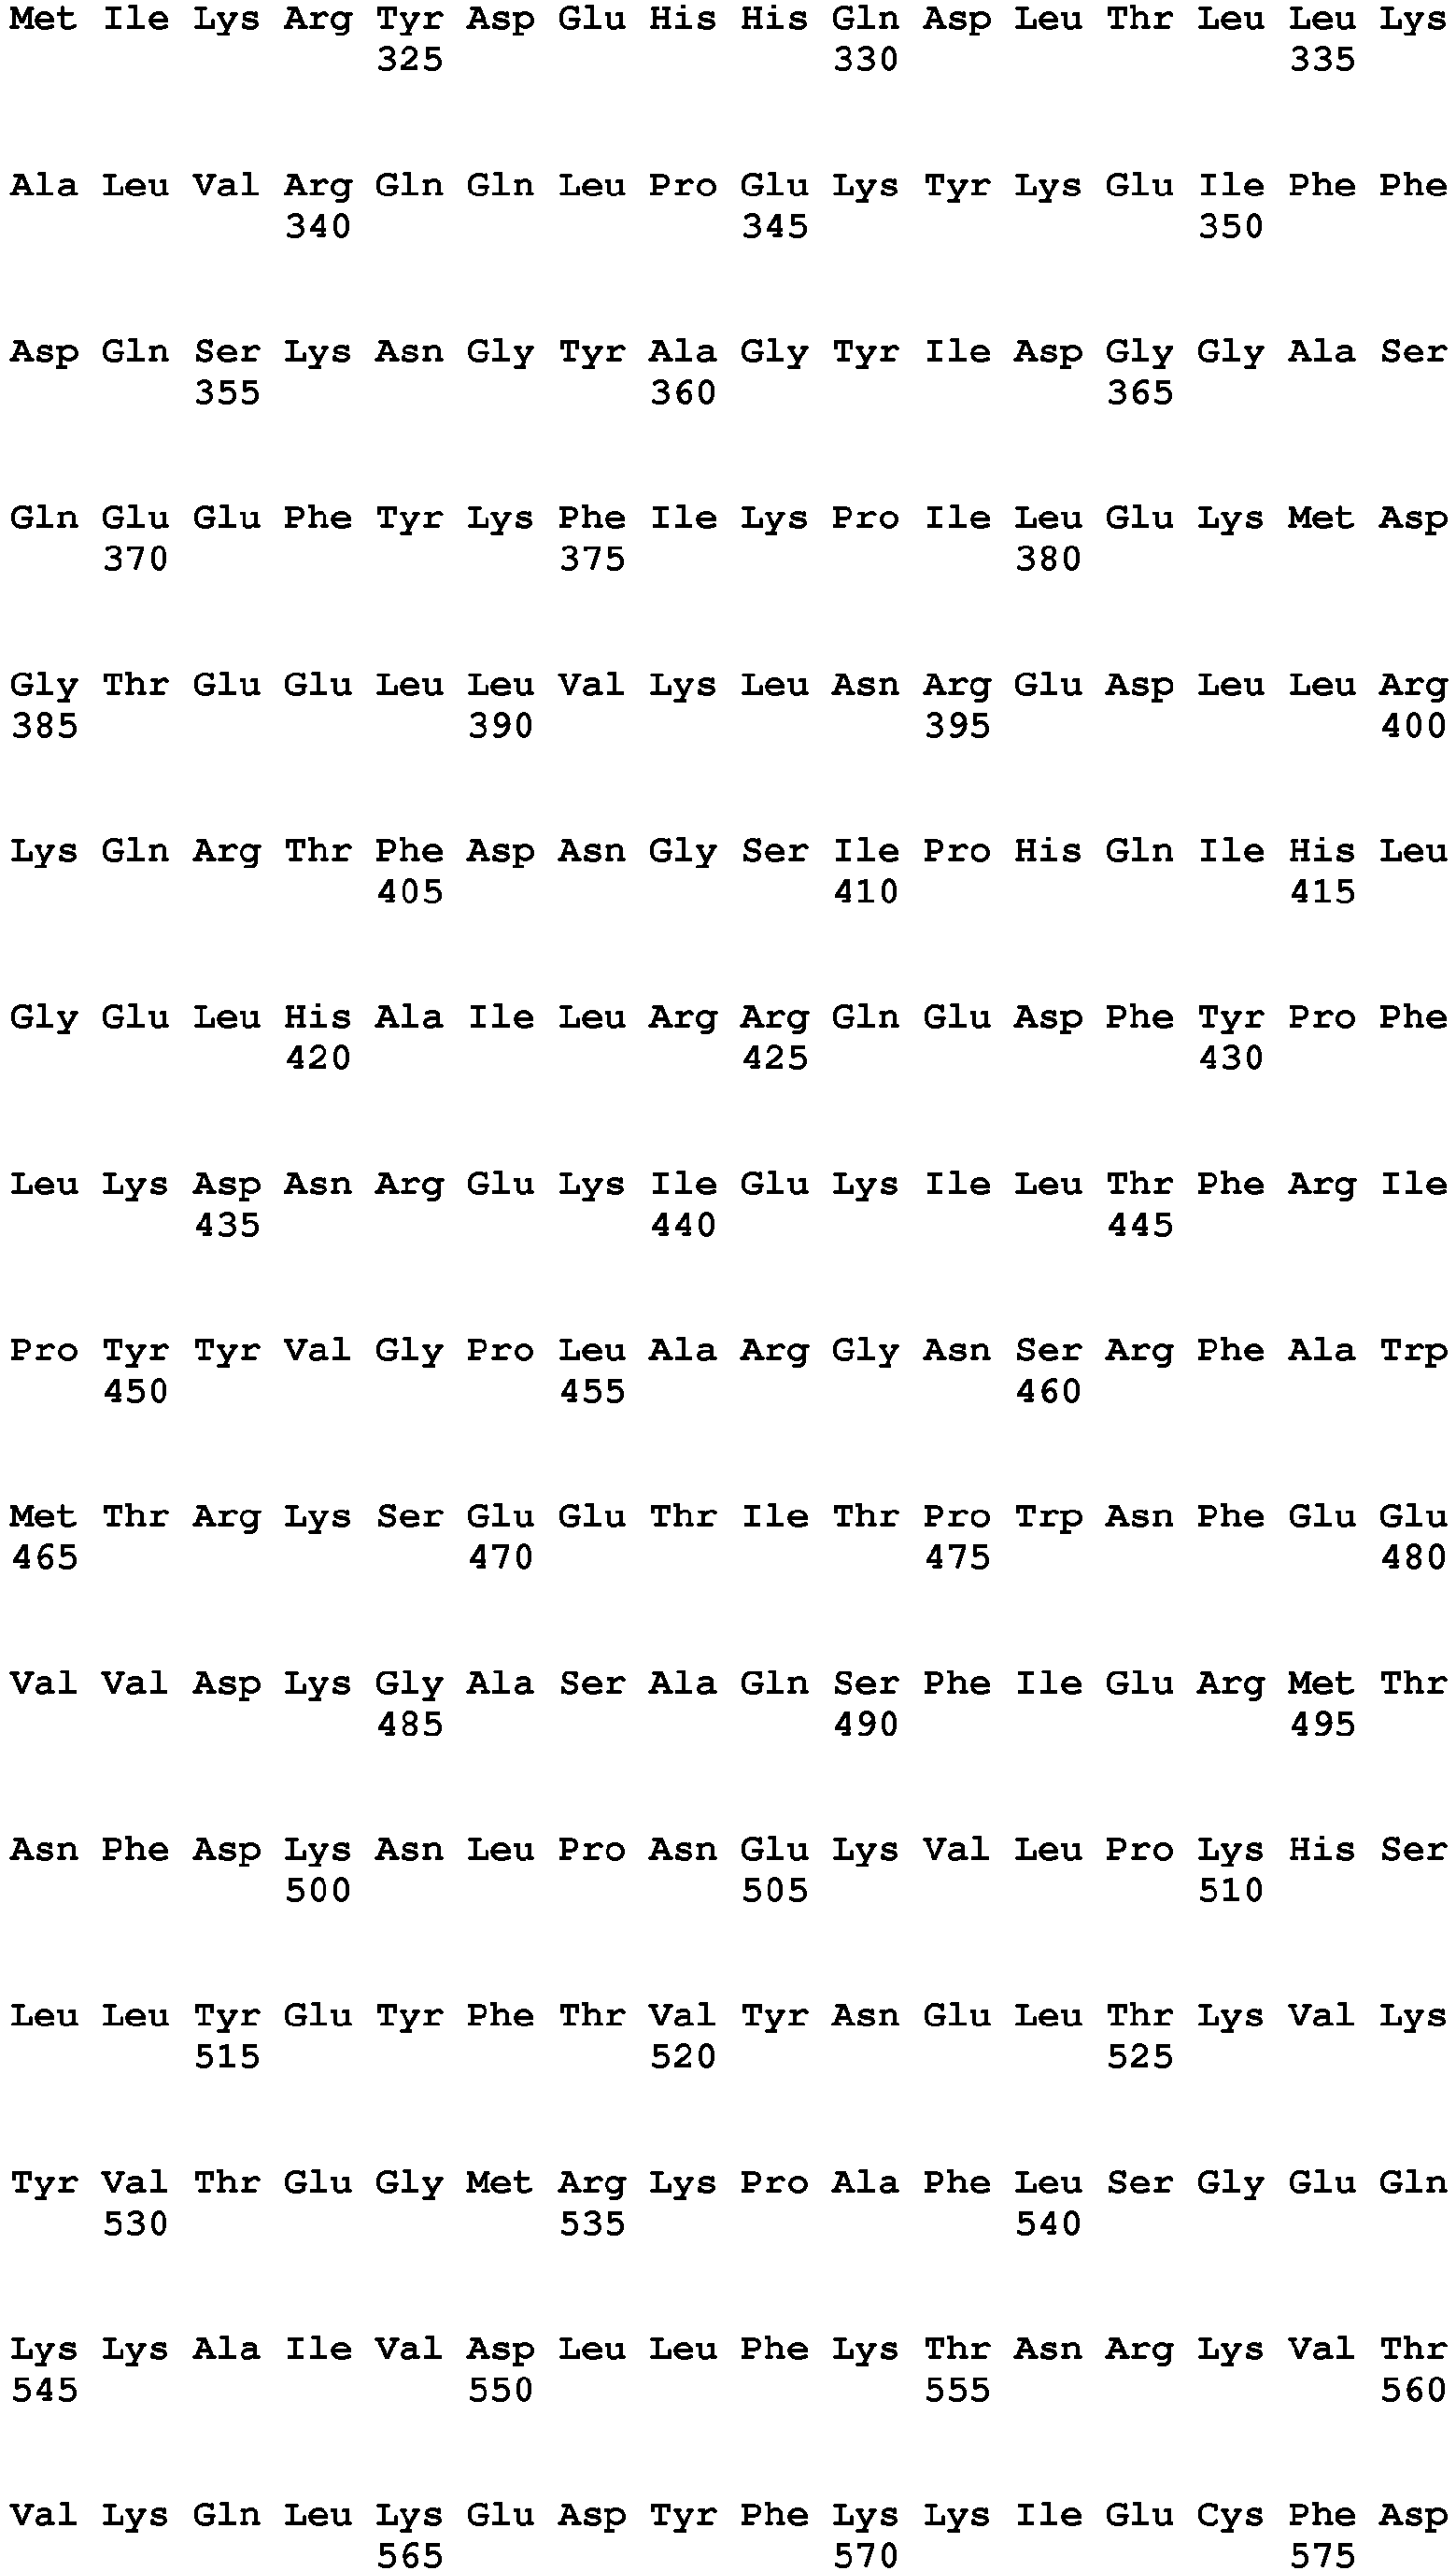 Met Ile Lys Arg Tyr Asp Glu His His Gln Asp Leu Thr Leu Leu Lys
325 330 335
Ala Leu Val Arg Gln Gln Leu Pro Glu Lys Tyr Lys Glu Ile Phe Phe
340 345 350
Asp Gln Ser Lys Asn Gly Tyr Ala Gly Tyr Ile Asp Gly Gly Ala Ser
355 360 365
Gln Glu Glu Phe Tyr Lys Phe Ile Lys Pro Ile Leu Glu Lys Met Asp
370 375 380
Gly Thr Glu Glu Leu Leu Val Lys Leu Asn Arg Glu Asp Leu Leu Arg
385 390 395 400
Lys Gln Arg Thr Phe Asp Asn Gly Ser Ile Pro His Gln Ile His Leu
405 410 415
Gly Glu Leu His Ala Ile Leu Arg Arg Gln Glu Asp Phe Tyr Pro Phe
420 425 430
Leu Lys Asp Asn Arg Glu Lys Ile Glu Lys Ile Leu Thr Phe Arg Ile
435 440 445
Pro Tyr Tyr Val Gly Pro Leu Ala Arg Gly Asn Ser Arg Phe Ala Trp
450 455 460
Met Thr Arg Lys Ser Glu Glu Thr Ile Thr Pro Trp Asn Phe Glu Glu
465 470 475 480
Val Val Asp Lys Gly Ala Ser Ala Gln Ser Phe Ile Glu Arg Met Thr
485 490 495
Asn Phe Asp Lys Asn Leu Pro Asn Glu Lys Val Leu Pro Lys His Ser
500 505 510
Leu Leu Tyr Glu Tyr Phe Thr Val Tyr Asn Glu Leu Thr Lys Val Lys
515 520 525
Tyr Val Thr Glu Gly Met Arg Lys Pro Ala Phe Leu Ser Gly Glu Gln
530 535 540
Lys Lys Ala Ile Val Asp Leu Leu Phe Lys Thr Asn Arg Lys Val Thr
545 550 555 560
Val Lys Gln Leu Lys Glu Asp Tyr Phe Lys Lys Ile Glu Cys Phe Asp
565 570 575